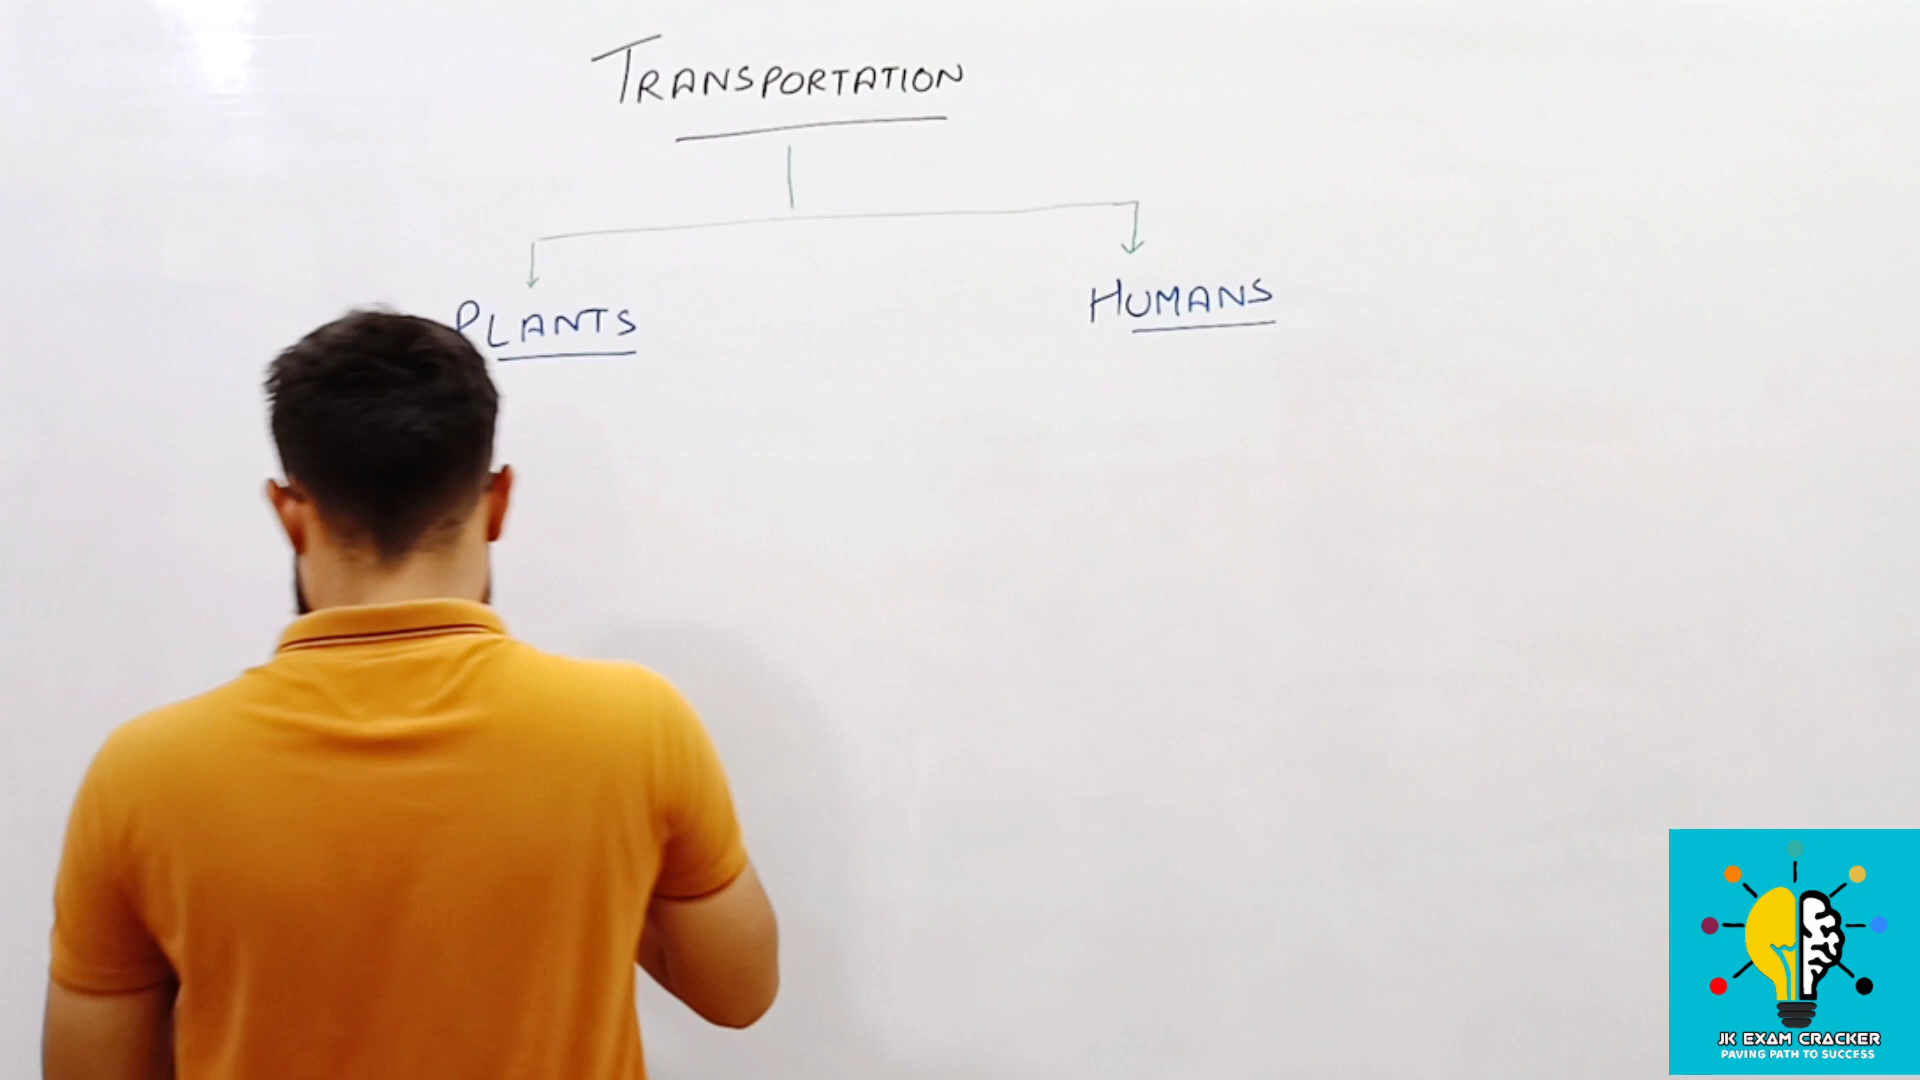 TRANSPORTATION
PLANTS
HUMANS
JK EXAM CRACKER
PAVING PATH TO SUCCESS